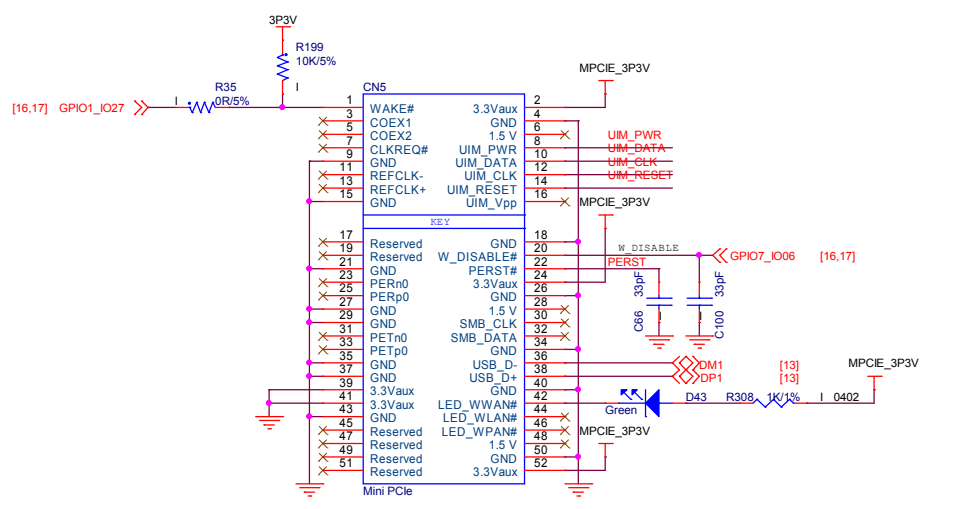 3P3V
R199
10K/5%
I
R35
0R/5%
I
[16,17] GPIO1_IO27
CN5
MPCIE_3P3V
1 WAKE# 3.3Vaux 2
3 COEX1 GND 4
5 COEX2 1.5 V 6
7 CLKREQ# UIM_PWR 8 UIM_PWR
9 GND UIM_DATA 10 UIM_DATA
11 REFCLK- UIM_CLK 12 UIM_CLK
13 REFCLK+ UIM_RESET 14 UIM_RESET
15 GND UIM_Vpp 16
MPCIE_3P3V
KEY
17 Reserved GND 18
19 Reserved W_DISABLE# 20 W_DISABLE GPIO7_IO06 [16,17]
21 GND PERST# 22 PERST
23 PERn0 3.3Vaux 24
25 PERp0 GND 26
27 GND 1.5 V 28
29 GND SMB_CLK 30
31 PETn0 SMB_DATA 32
33 PETp0 GND 34
35 GND USB_D- 36 DM1 [13]
37 GND USB_D+ 38 DP1 [13]
39 3.3Vaux GND 40
41 3.3Vaux LED_WWAN# 42
43 GND LED_WLAN# 44
45 Reserved LED_WPAN# 46
47 Reserved 1.5 V 48
49 Reserved GND 50
51 Reserved 3.3Vaux 52
Mini PCIe
C66 33pF I
C100 33pF I
MPCIE_3P3V
Green D43 R308 1K/1% I 0402
MPCIE_3P3V